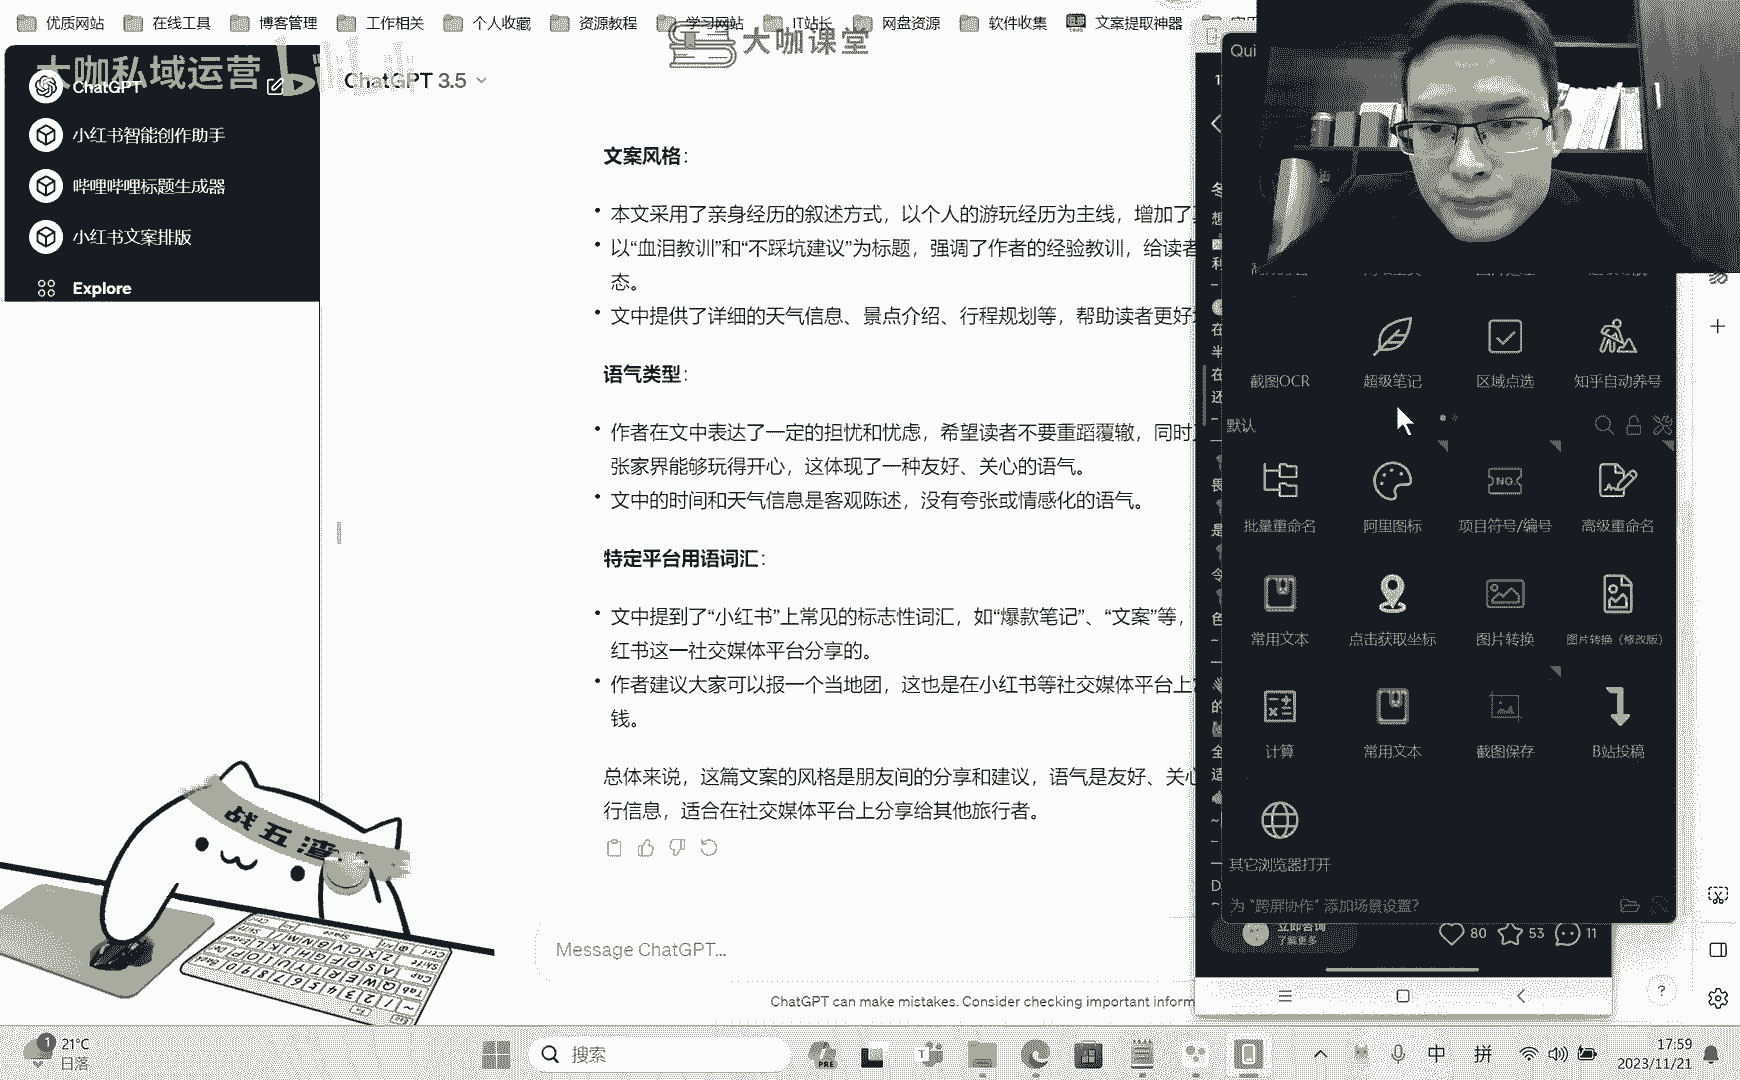 优质网站 在线工具 博客管理 工作相关 个人收藏 资源教程 学习网站 IT站长 网盘资源 软件收集 文案提取神器
大咖课堂
大咖私域运营 bilibili
ChatGPT
小红书智能创作助手
哔哩哔哩标题生成器
小红书文案排版
Explore
ChatGPT 3.5
文案风格：
本文采用了亲身经历的叙述方式，以个人的游玩经历为主线，增加了
以“血泪教训”和“不踩坑建议”为标题，强调了作者的经验教训，给读者
态。
文中提供了详细的天气信息、景点介绍、行程规划等，帮助读者更好
语气类型：
作者在文中表达了一定的担忧和忧虑，希望读者不要重蹈覆辙，同时
张家界能够玩得开心，这体现了一种友好、关心的语气。
文中的时间和天气信息是客观陈述，没有夸张或情感化的语气。
特定平台用语词汇：
文中提到了“小红书”上常见的标志性词汇，如“爆款笔记”、“文案”等，
红书这一社交媒体平台分享的。
作者建议大家可以报一个当地团，这也是在小红书等社交媒体平台上
钱。
总体来说，这篇文案的风格是朋友间的分享和建议，语气是友好、关心
行信息，适合在社交媒体平台上分享给其他旅行者。
Message ChatGPT...
ChatGPT can make mistakes. Consider checking important inform
Qui
截图OCR 超级笔记 区域点选 知乎自动养号
默认
批量重命名 阿里图标 项目符号/编号 高级重命名
NO.
常用文本 点击获取坐标 图片转换 图片转换（修改版）
计算 常用文本 截图保存 B站投稿
其它浏览器打开
为 "跨屏协作" 添加场景设置?
立即咨询
了解更多
80 53 11
战五渣
21°C
日落
搜索
PRE
中 拼
17:59
2023/11/21